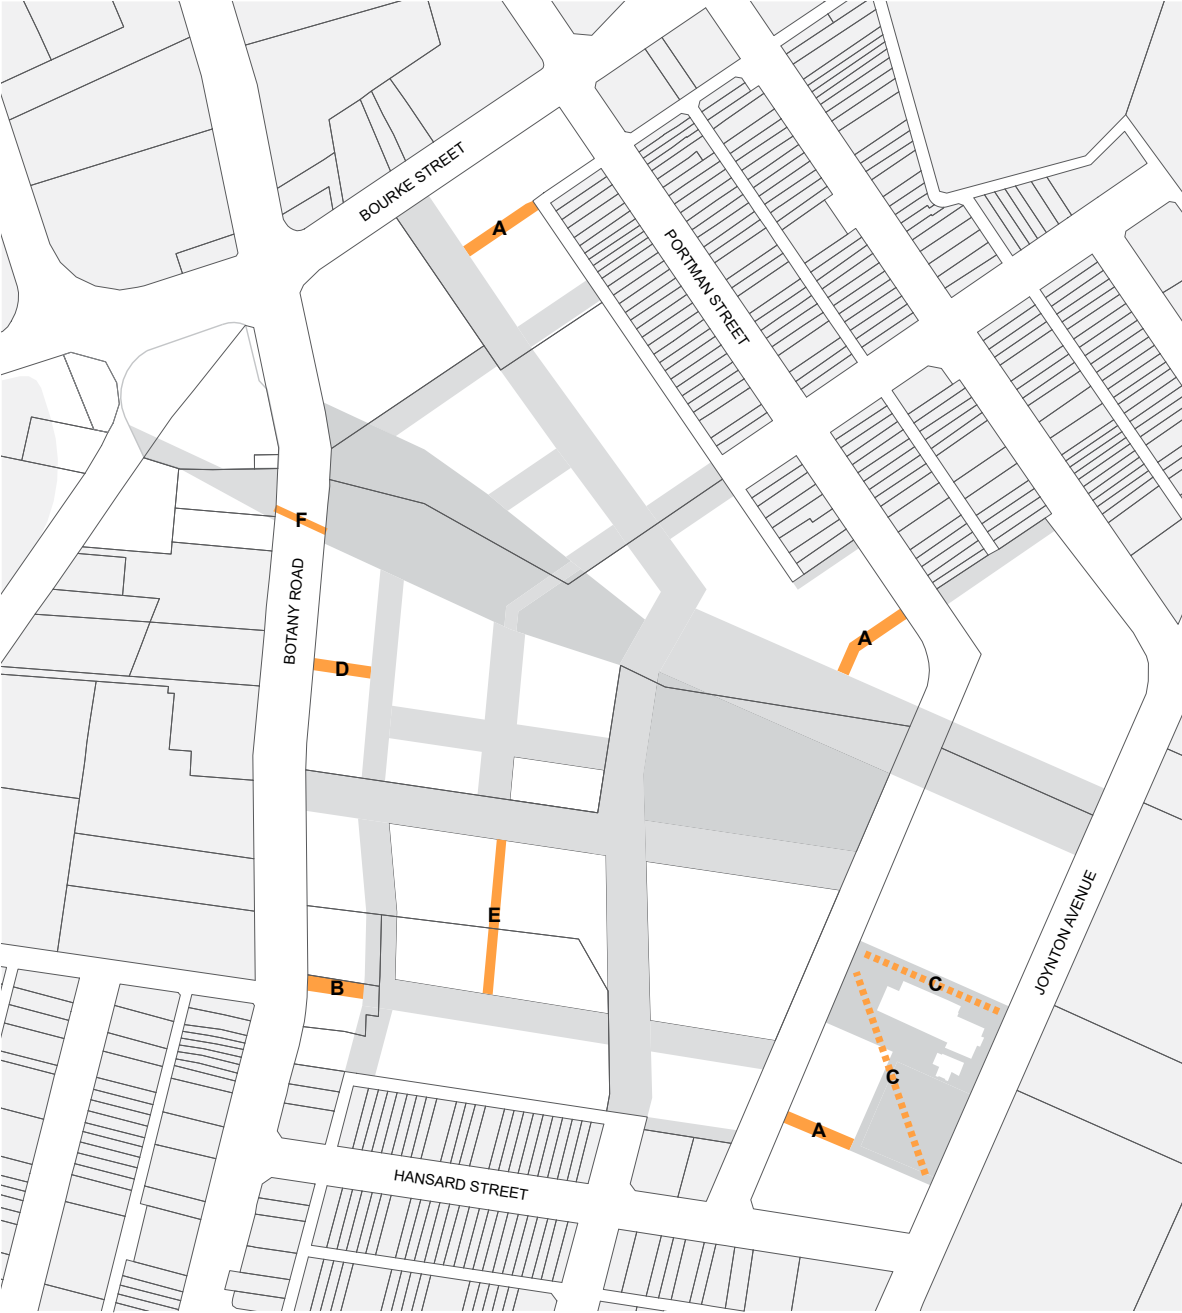 BOURKE STREET
A
PORTMAN STREET
F
BOTANY ROAD
A
D
E
JOYNTON AVENUE
B
C
C
A
HANSARD STREET